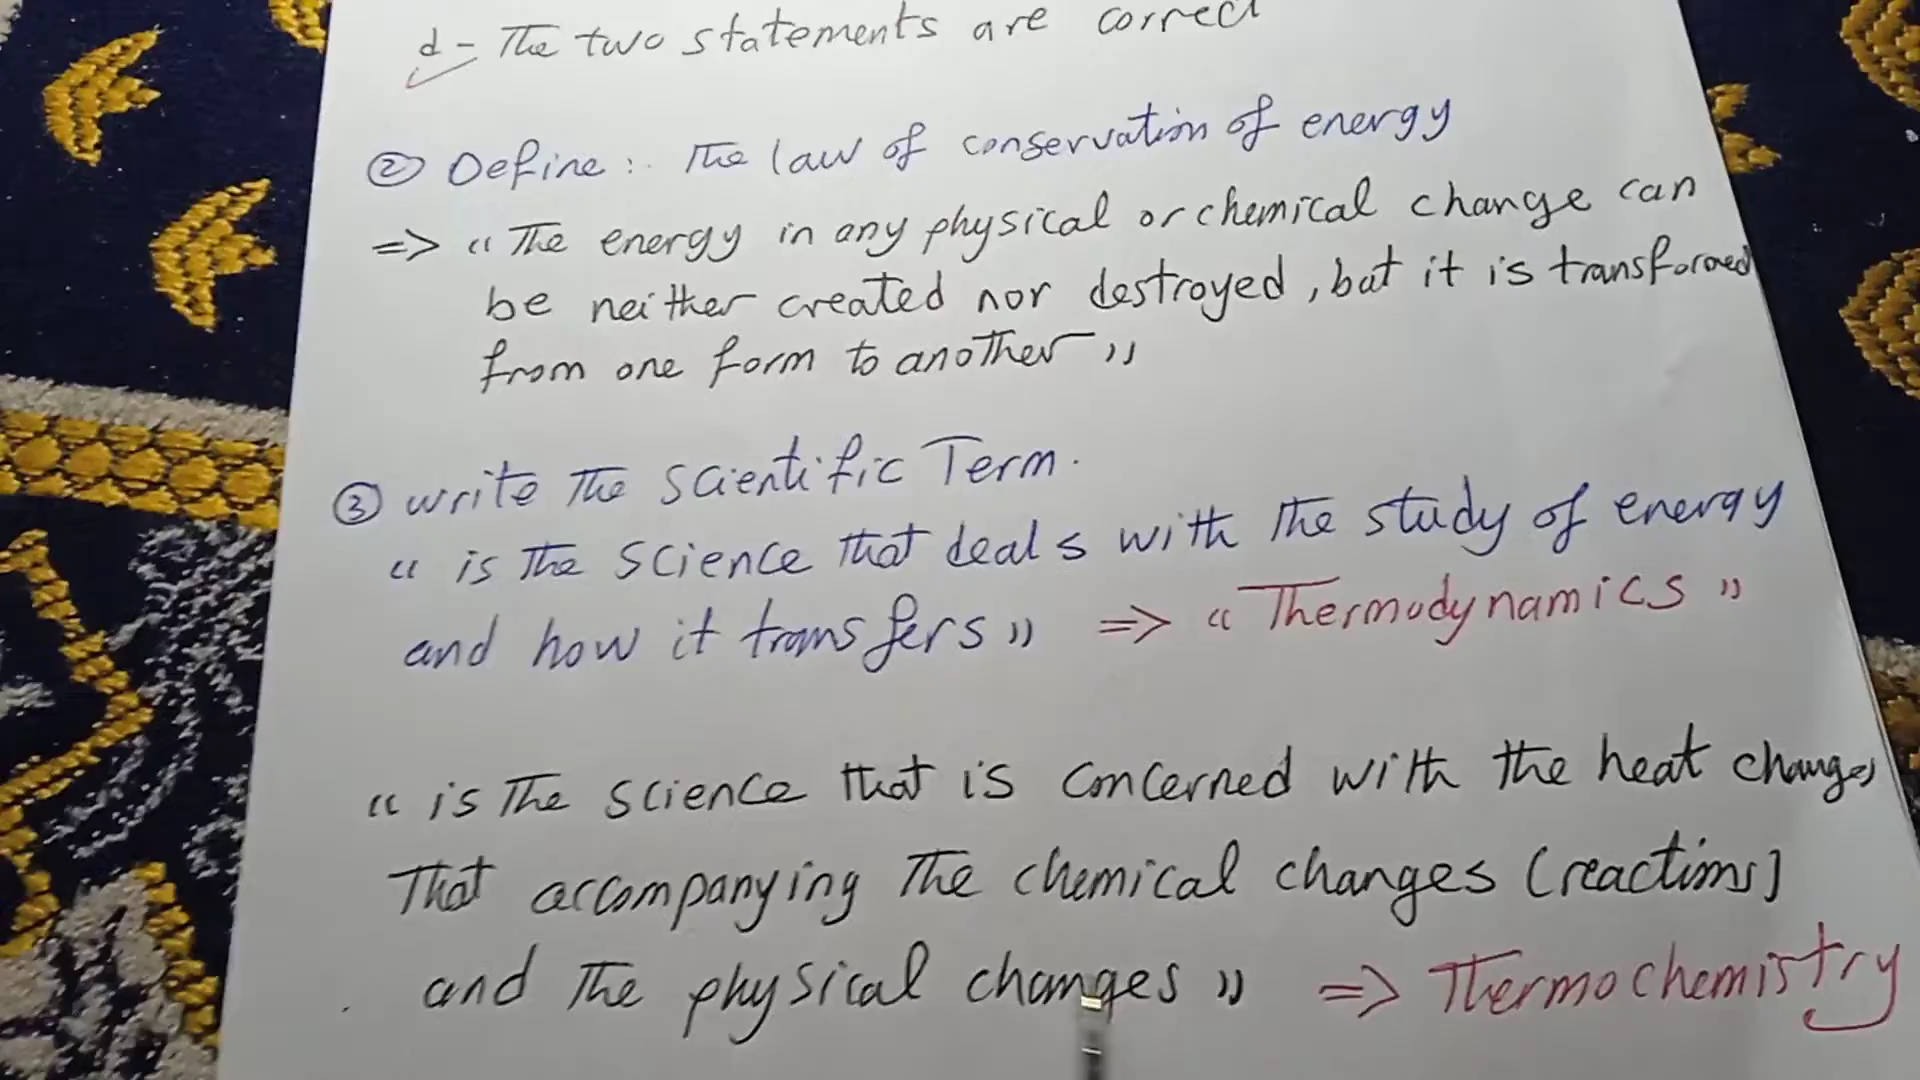 d - The two statements are correct
② Define : The law of conservation of energy
=> “ The energy in any physical or chemical change can
be neither created nor destroyed, but it is transformed
from one form to another ”
③ write The scientific Term.
“ is The science that deals with the study of energy
and how it transfers ” => “ Thermodynamics ”
“ is The science that is concerned with the heat changes
That accompanying The chemical changes (reactions)
and The physical changes ” => Thermochemistry